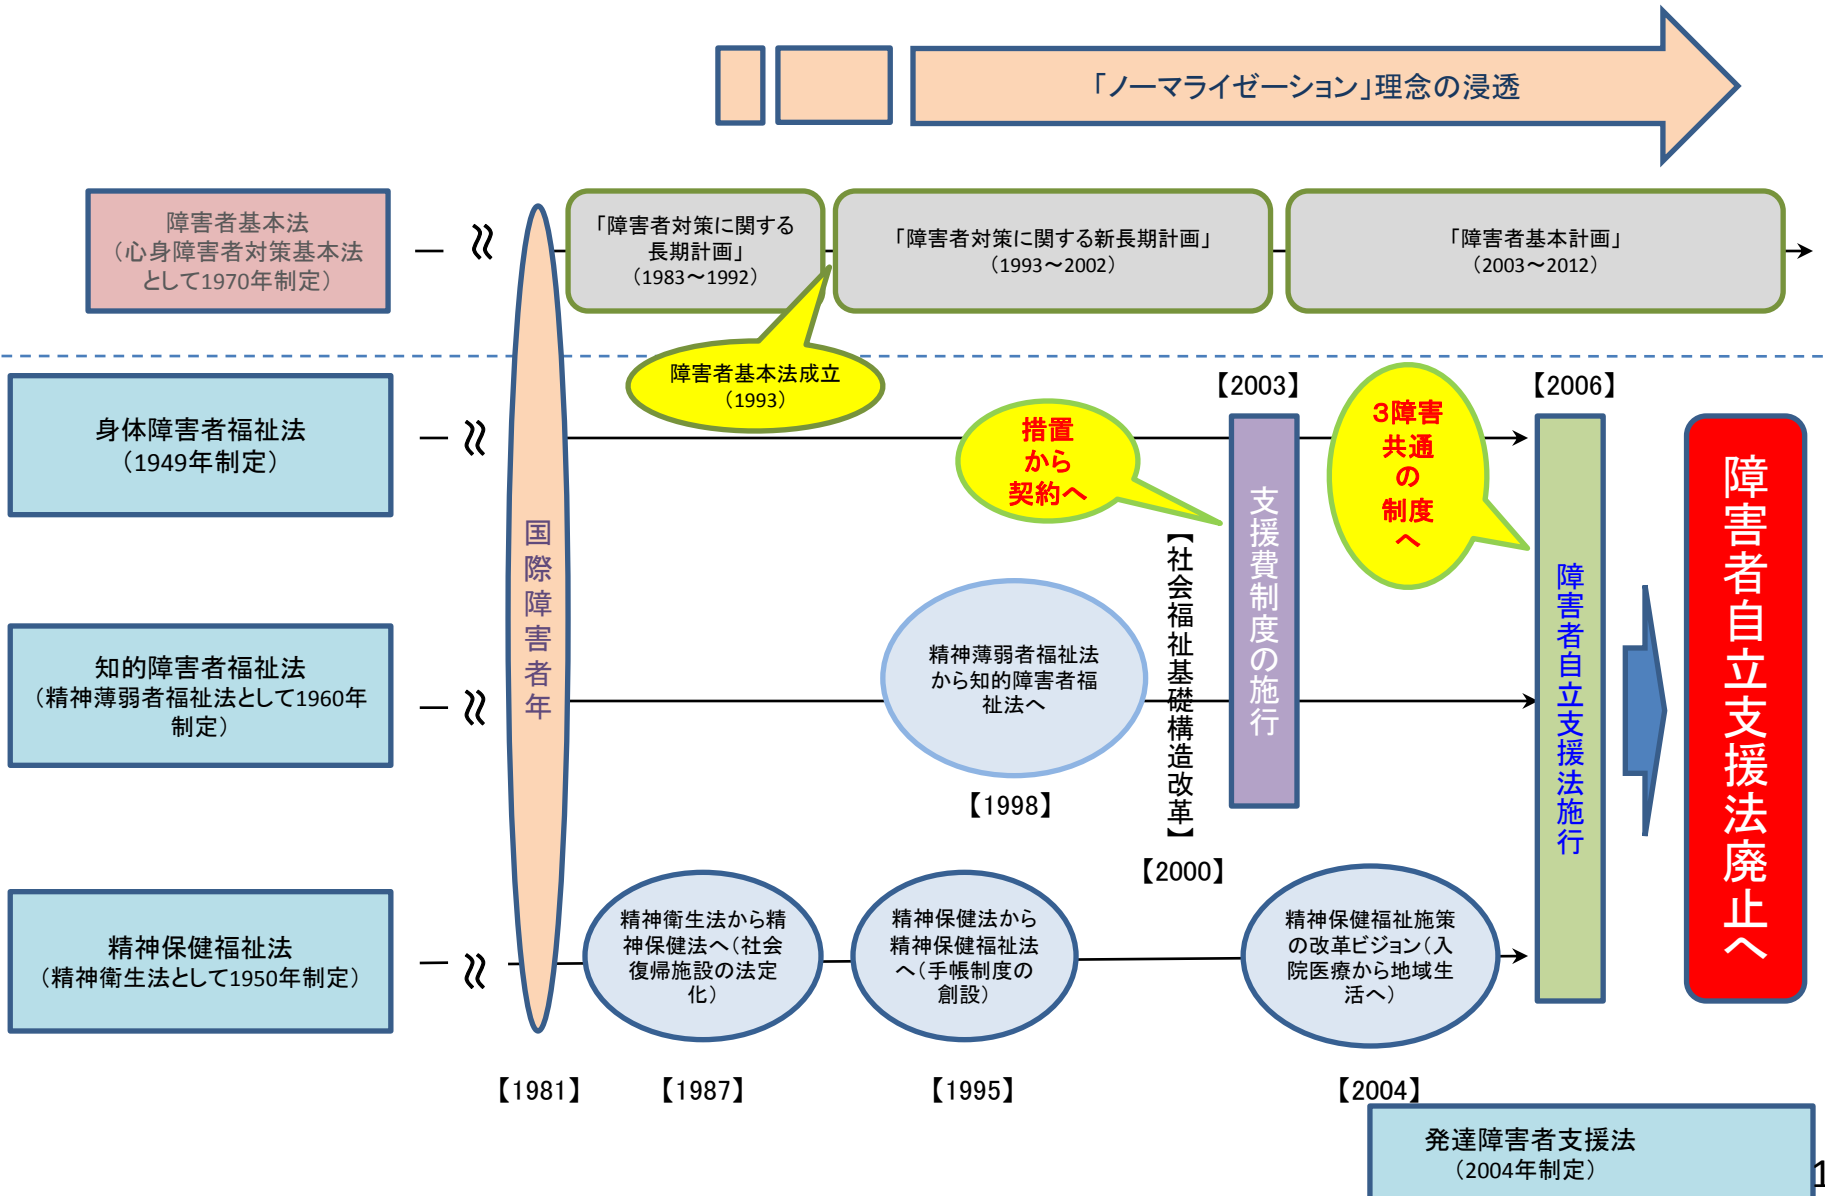 「ノーマライゼーション」理念の浸透
障害者基本法
（心身障害者対策基本法
として1970年制定）
「障害者対策に関する
長期計画」
（1983～1992）
「障害者対策に関する新長期計画」
（1993～2002）
「障害者基本計画」
（2003～2012）
障害者基本法成立
（1993）
身体障害者福祉法
（1949年制定）
国際障害者年
措置
から
契約へ
【2003】
支援費制度の施行
３障害
共通
の
制度
へ
【2006】
障害者自立支援法施行
障害者自立支援法廃止へ
知的障害者福祉法
（精神薄弱者福祉法として1960年
制定）
精神薄弱者福祉法
から知的障害者福
祉法へ
【1998】
【社会福祉基礎構造改革】
【2000】
精神保健福祉法
（精神衛生法として1950年制定）
精神衛生法から精
神保健法へ（社会
復帰施設の法定
化）
精神保健法から
精神保健福祉法
へ（手帳制度の
創設）
精神保健福祉施策
の改革ビジョン（入
院医療から地域生
活へ）
【1981】
【1987】
【1995】
【2004】
発達障害者支援法
（2004年制定）
1